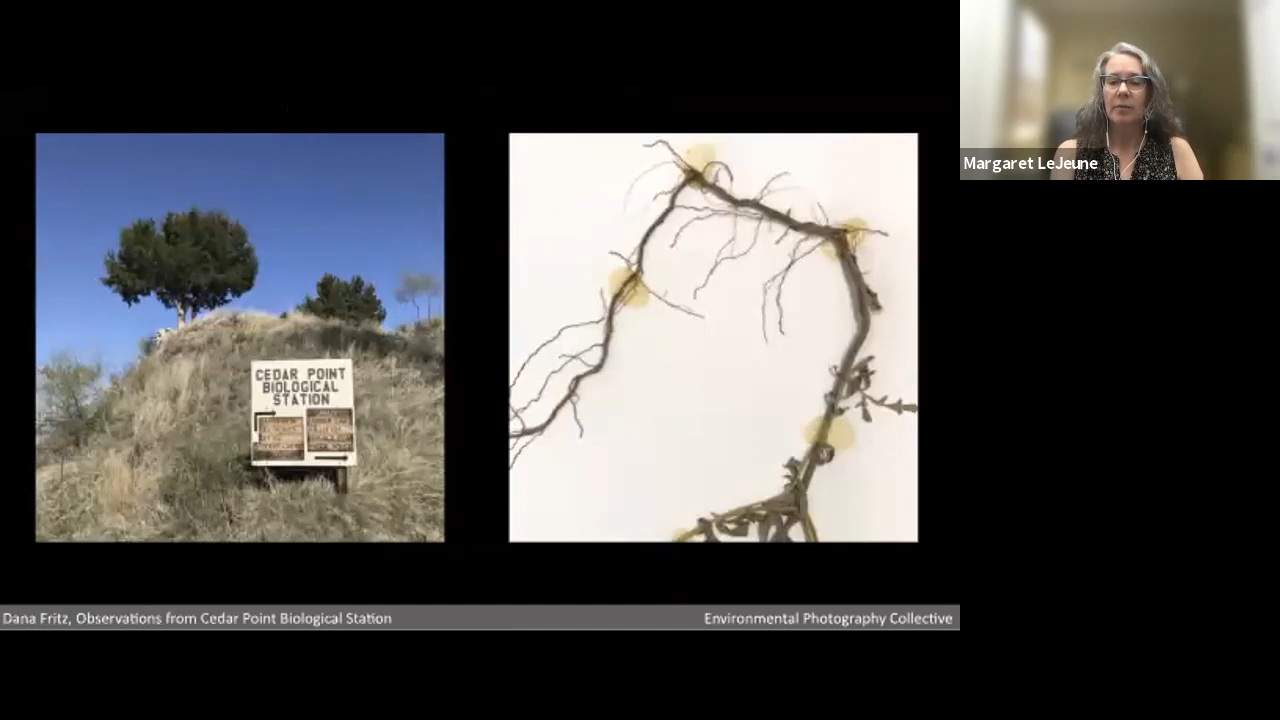 CEDAR POINT
BIOLOGICAL
STATION
Margaret LeJeune
Dana Fritz, Observations from Cedar Point Biological Station
Environmental Photography Collective